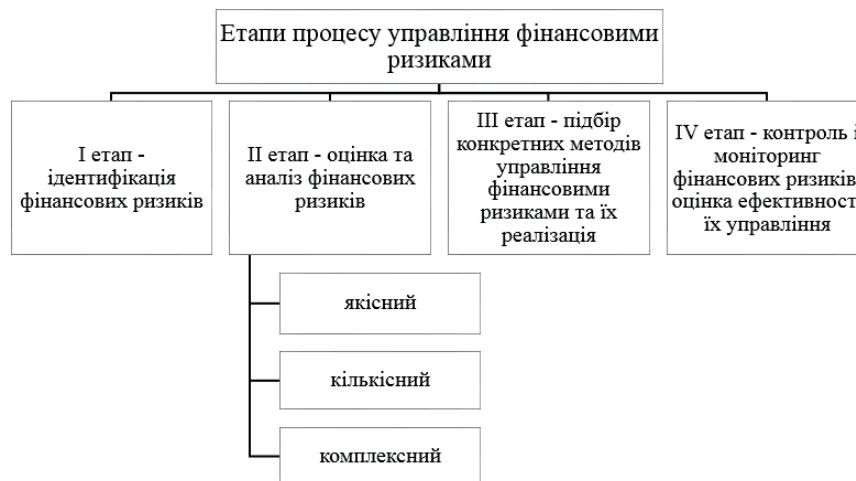 Етапи процесу управління фінансовими
ризиками
І етап -
ідентифікація
фінансових ризиків
ІІ етап - оцінка та
аналіз фінансових
ризиків
ІІІ етап - підбір
конкретних методів
управління
фінансовими
ризиками та їх
реалізація
IV етап - контроль і
моніторинг
фінансових ризиків
оцінка ефективност
їх управління
якісний
кількісний
комплексний